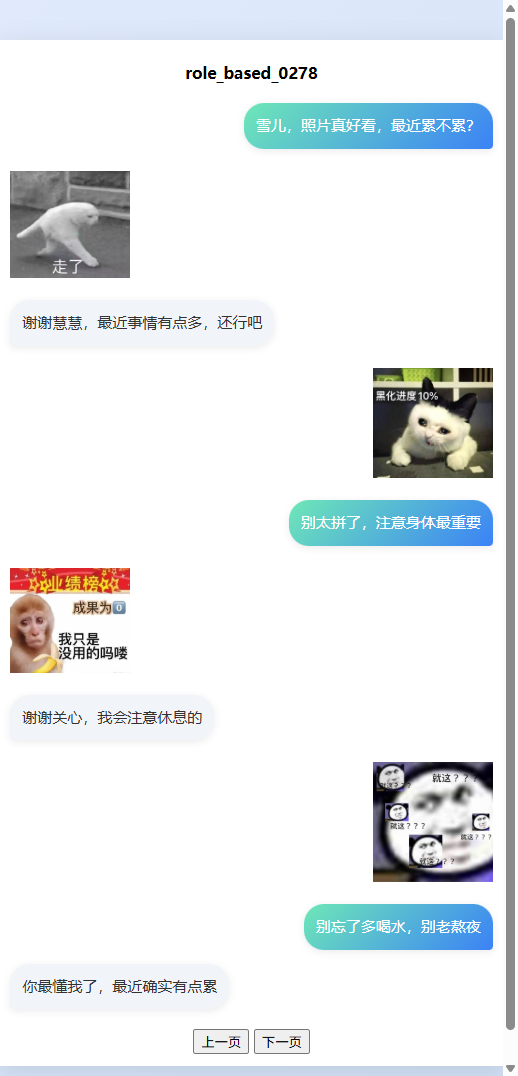 role_based_0278
雪儿，照片真好看，最近累不累？
走了
谢谢慧慧，最近事情有点多，还行吧
黑化进度10%
别太拼了，注意身体最重要
业绩榜
成果为0
我只是
没用的吗喽
谢谢关心，我会注意休息的
就这？？？
就这？？？
就这？？？
就这？？？
就这？？？
别忘了多喝水，别老熬夜
你最懂我了，最近确实有点累
上一页 下一页